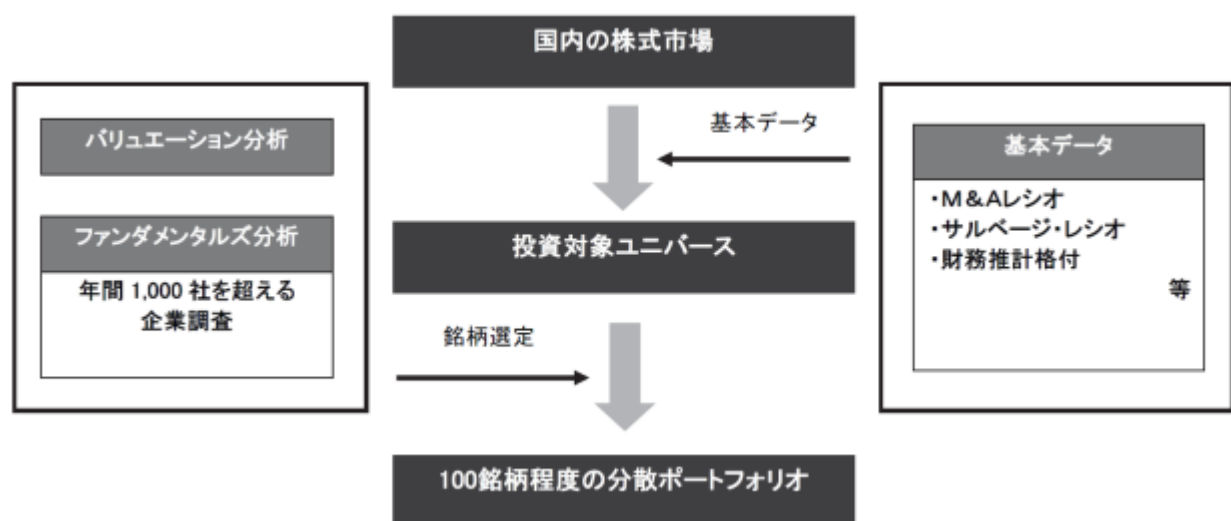 国内の株式市場
バリュエーション分析
ファンダメンタルズ分析
年間 1,000 社を超える
企業調査
基本データ
基本データ
・M&Aレシオ
・サルベージ・レシオ
・財務推計格付
等
投資対象ユニバース
銘柄選定
100銘柄程度の分散ポートフォリオ